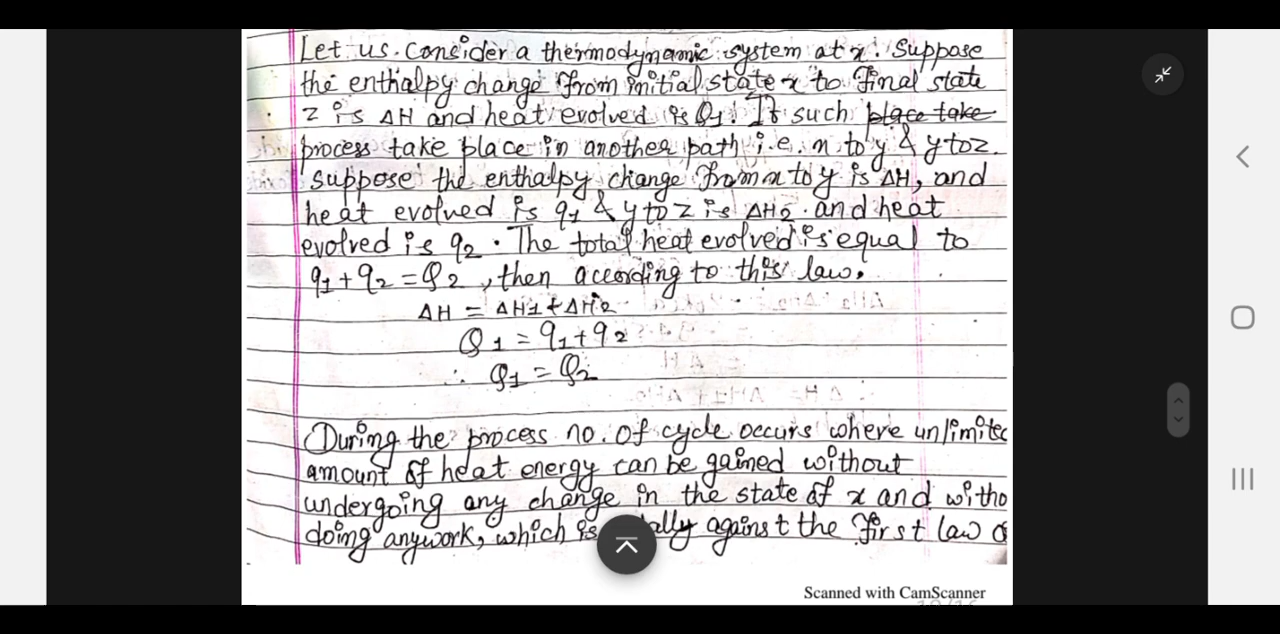 Let us. Consider a thermodynamic system at x. Suppose
the enthalpy change from initial state x to final state
z is ΔH and heat evolved is Q1. If such place take
process take place in another path i.e. x to y & y to z.
suppose the enthalpy change from x to y is ΔH, and
heat evolved is q1 & y to z is ΔH2. and heat
evolved is q2. The total heat evolved is equal to
q1 + q2 = Q2, then according to this law.
ΔH = ΔH1 + ΔH2
Q1 = q1 + q2
∴ Q1 = Q2
During the process no. of cycle occurs where unlimited
amount of heat energy can be gained without
undergoing any change in the state of x and witho
doing anywork, which is against the first law o
Scanned with CamScanner